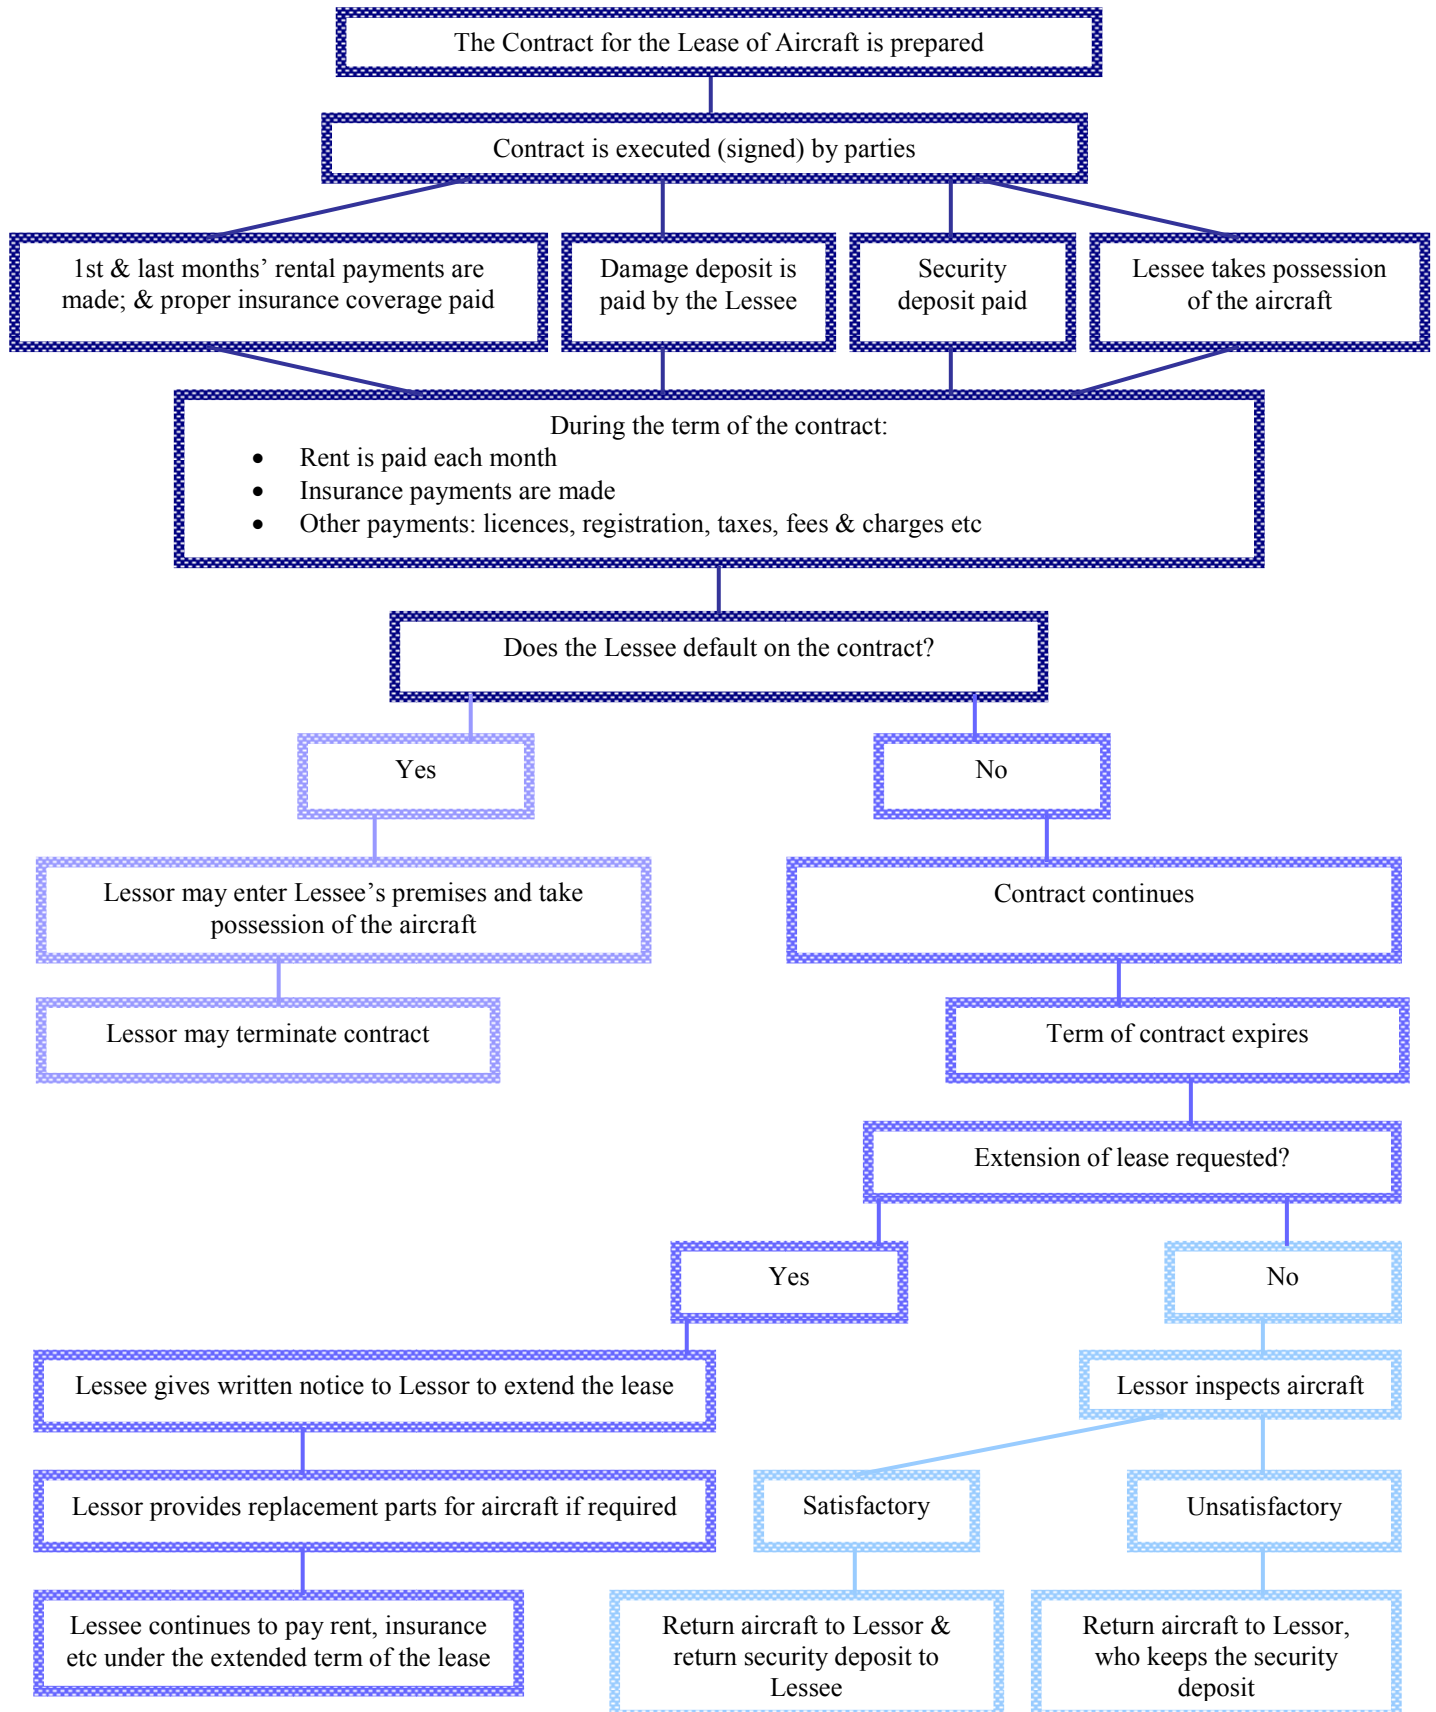 The Contract for the Lease of Aircraft is prepared
Contract is executed (signed) by parties
1st & last months’ rental payments are
made; & proper insurance coverage paid
Damage deposit is
paid by the Lessee
Security
deposit paid
Lessee takes possession
of the aircraft
During the term of the contract:
• Rent is paid each month
• Insurance payments are made
• Other payments: licences, registration, taxes, fees & charges etc
Does the Lessee default on the contract?
Yes
No
Lessor may enter Lessee’s premises and take
possession of the aircraft
Contract continues
Lessor may terminate contract
Term of contract expires
Extension of lease requested?
Yes
No
Lessee gives written notice to Lessor to extend the lease
Lessor inspects aircraft
Lessor provides replacement parts for aircraft if required
Satisfactory
Unsatisfactory
Lessee continues to pay rent, insurance
etc under the extended term of the lease
Return aircraft to Lessor &
return security deposit to
Lessee
Return aircraft to Lessor,
who keeps the security
deposit